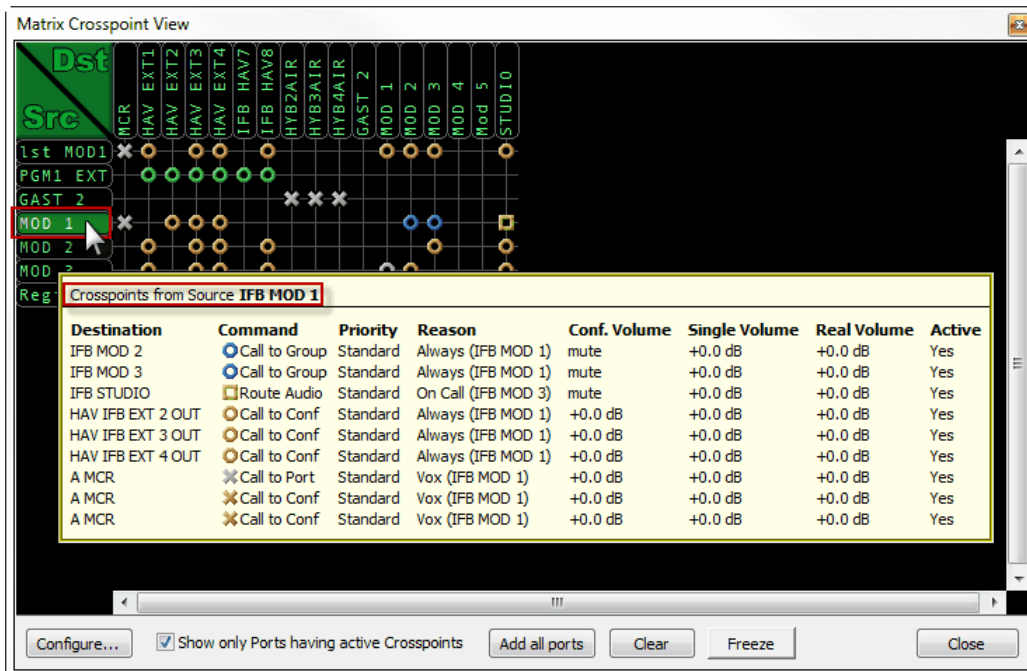 Matrix Crosspoint View
Dst
Src
MCR
HAV EXT1
HAV EXT2
HAV EXT3
HAV EXT4
IFB HAV7
IFB HAV8
HYB2AIR
HYB3AIR
HYB4AIR
GAST 2
MOD 1
MOD 2
MOD 3
MOD 4
Mod 5
STUDIO
lst MOD1
PGM1 EXT
GAST 2
MOD 1
MOD 2
MOD
Reg
Crosspoints from Source IFB MOD 1
Destination Command Priority Reason Conf. Volume Single Volume Real Volume Active
IFB MOD 2 Call to Group Standard Always (IFB MOD 1) mute +0.0 dB +0.0 dB Yes
IFB MOD 3 Call to Group Standard Always (IFB MOD 1) mute +0.0 dB +0.0 dB Yes
IFB STUDIO Route Audio Standard On Call (IFB MOD 3) mute +0.0 dB +0.0 dB Yes
HAV IFB EXT 2 OUT Call to Conf Standard Always (IFB MOD 1) +0.0 dB +0.0 dB +0.0 dB Yes
HAV IFB EXT 3 OUT Call to Conf Standard Always (IFB MOD 1) +0.0 dB +0.0 dB +0.0 dB Yes
HAV IFB EXT 4 OUT Call to Conf Standard Always (IFB MOD 1) +0.0 dB +0.0 dB +0.0 dB Yes
A MCR Call to Port Standard Vox (IFB MOD 1) +0.0 dB +0.0 dB +0.0 dB Yes
A MCR Call to Conf Standard Vox (IFB MOD 1) +0.0 dB +0.0 dB +0.0 dB Yes
A MCR Call to Conf Standard Vox (IFB MOD 1) +0.0 dB +0.0 dB +0.0 dB Yes
Configure... Show only Ports having active Crosspoints Add all ports Clear Freeze Close